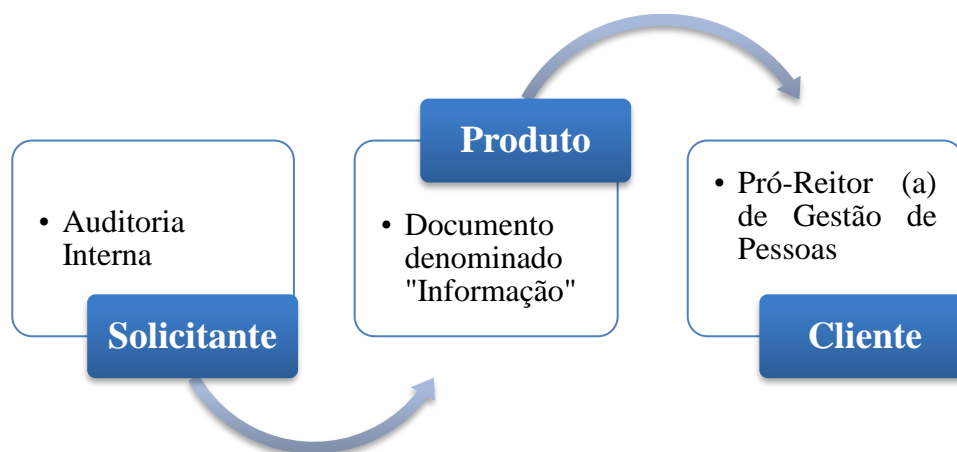 • Auditoria
Interna
Solicitante
Produto
• Documento
denominado
"Informação"
• Pró-Reitor (a)
de Gestão de
Pessoas
Cliente